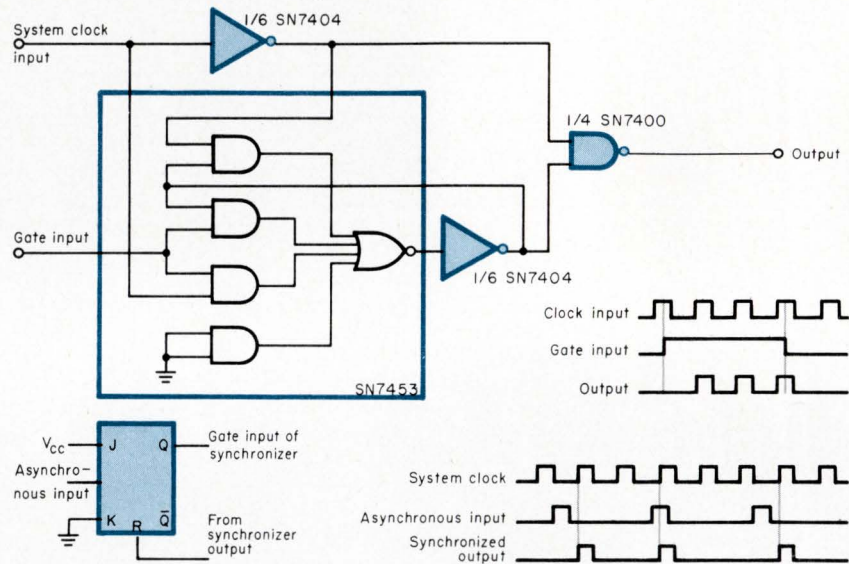 1/6 SN7404
System clock
input
1/4 SN7400
Output
Gate input
1/6 SN7404
SN7453
Clock input
Gate input
Output
VCC
J
Q
Gate input of
synchronizer
Asynchro-
nous input
K
R
Q̄
From
synchronizer
output
System clock
Asynchronous input
Synchronized
output